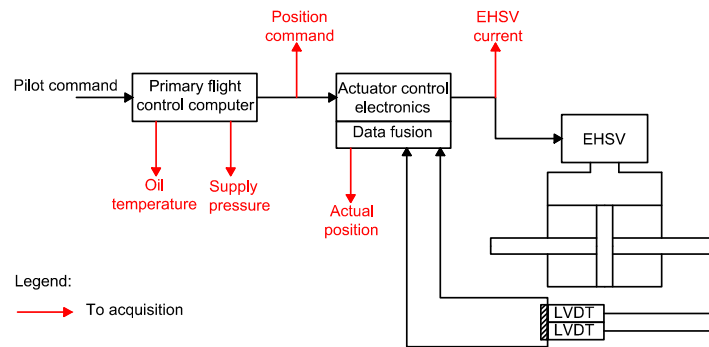 Position
command
EHSV
current
Pilot command
Primary flight
control computer
Actuator control
electronics
Data fusion
EHSV
Oil
temperature
Supply
pressure
Actual
position
Legend:
To acquisition
LVDT
LVDT